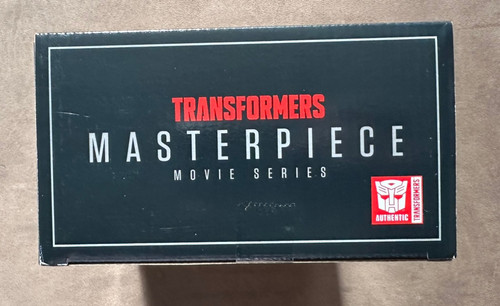 TRANSFORMERS
MASTERPIECE
MOVIE SERIES
AUTHENTIC
TRANSFORMERS